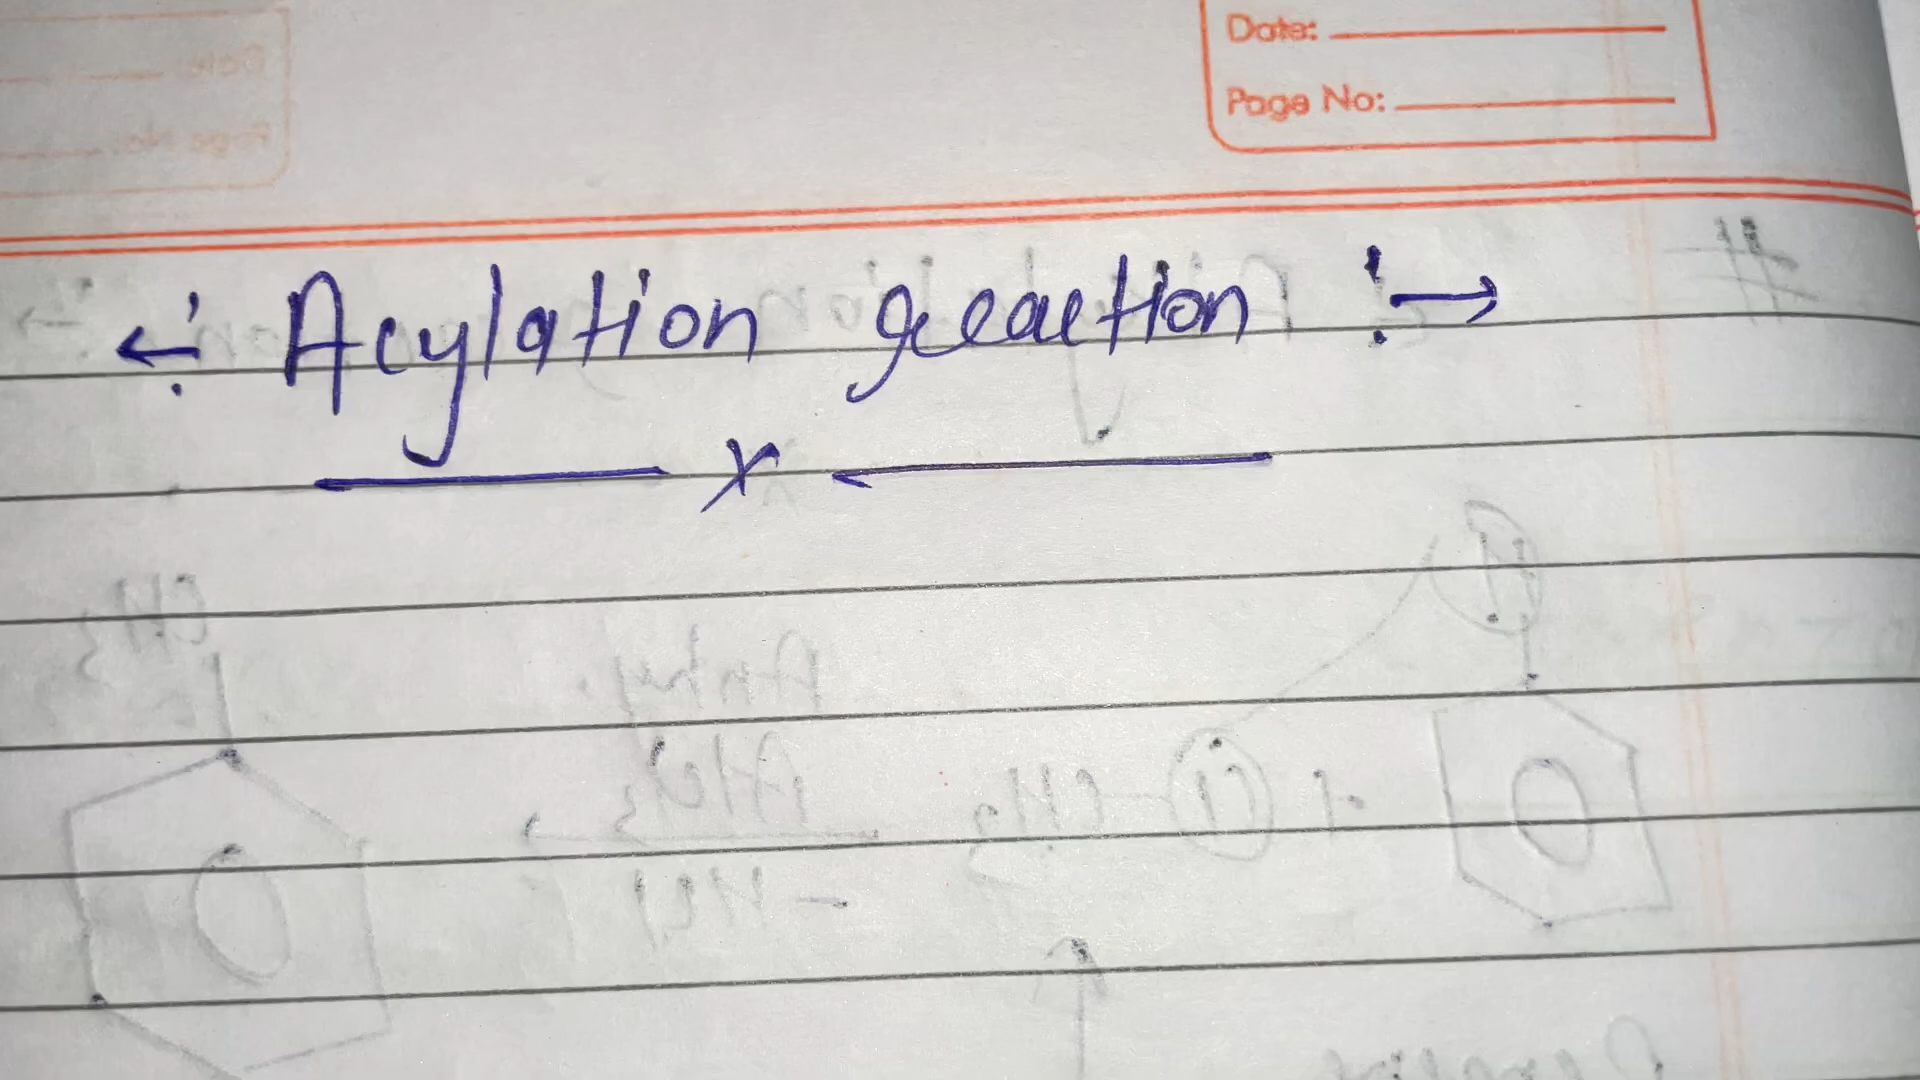 Date:
Page No:
Acylation reaction
x